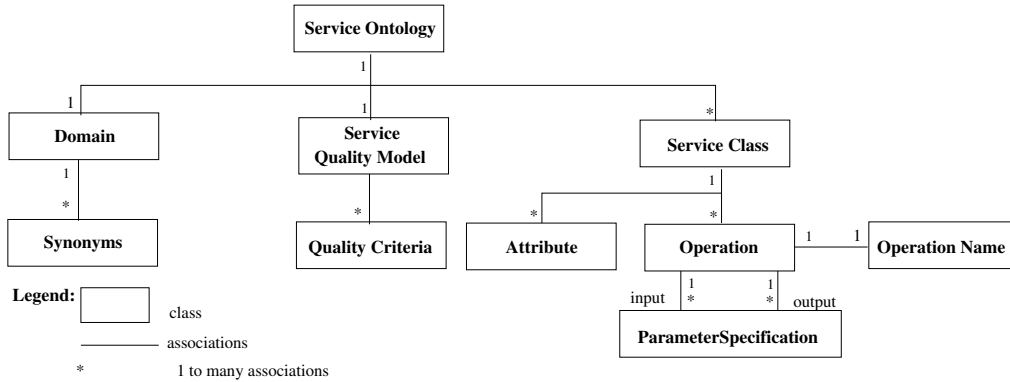 Service Ontology
1
1
1
*
Domain
Service
Quality Model
Service Class
1
1
*
*
*
*
Synonyms
Quality Criteria
Attribute
Operation
1
1
Operation Name
Legend:
class
input
1
*
1
*
output
ParameterSpecification
associations
*
1 to many associations